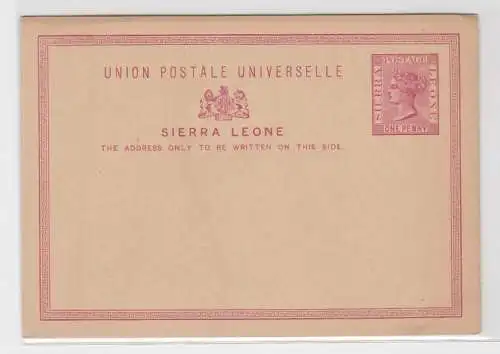 UNION POSTALE UNIVERSELLE
POSTAGE
SIERRA
LEONE
ONE PENNY
SIERRA LEONE
THE ADDRESS ONLY TO BE WRITTEN ON THIS SIDE.